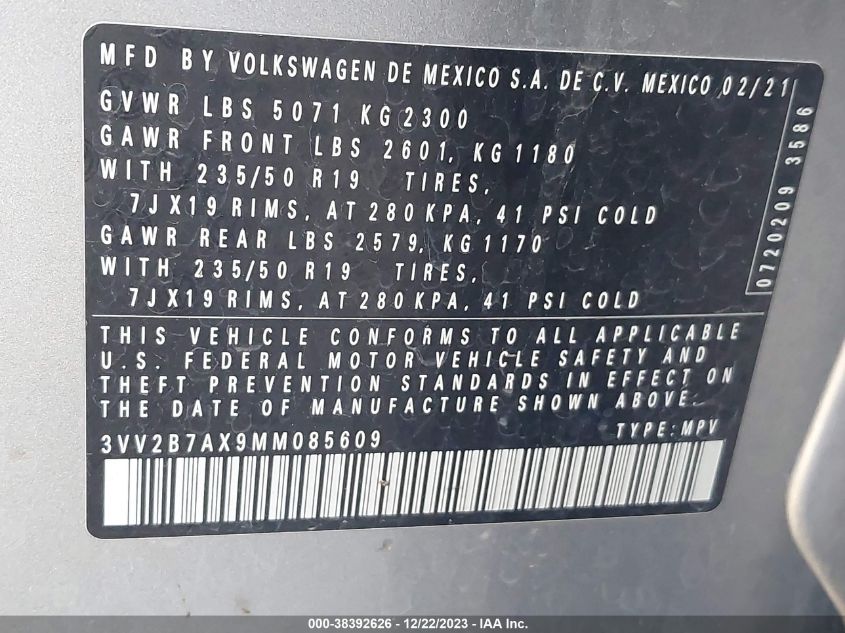 MFD BY VOLKSWAGEN DE MEXICO S.A. DE C.V. MEXICO 02/21
GVWR LBS 5071 KG 2300
GAWR FRONT LBS 2601, KG 1180
WITH 235/50 R19 TIRES,
7JX19 RIMS, AT 280 KPA, 41 PSI COLD
GAWR REAR LBS 2579, KG 1170
WITH 235/50 R19 TIRES,
7JX19 RIMS, AT 280 KPA, 41 PSI COLD
0720209 3586
THIS VEHICLE CONFORMS TO ALL APPLICABLE
U.S. FEDERAL MOTOR VEHICLE SAFETY AND
THEFT PREVENTION STANDARDS IN EFFECT ON
THE DATE OF MANUFACTURE SHOWN ABOVE.
3VV2B7AX9MM085609 TYPE: MPV
000-38392626 - 12/22/2023 - IAA Inc.